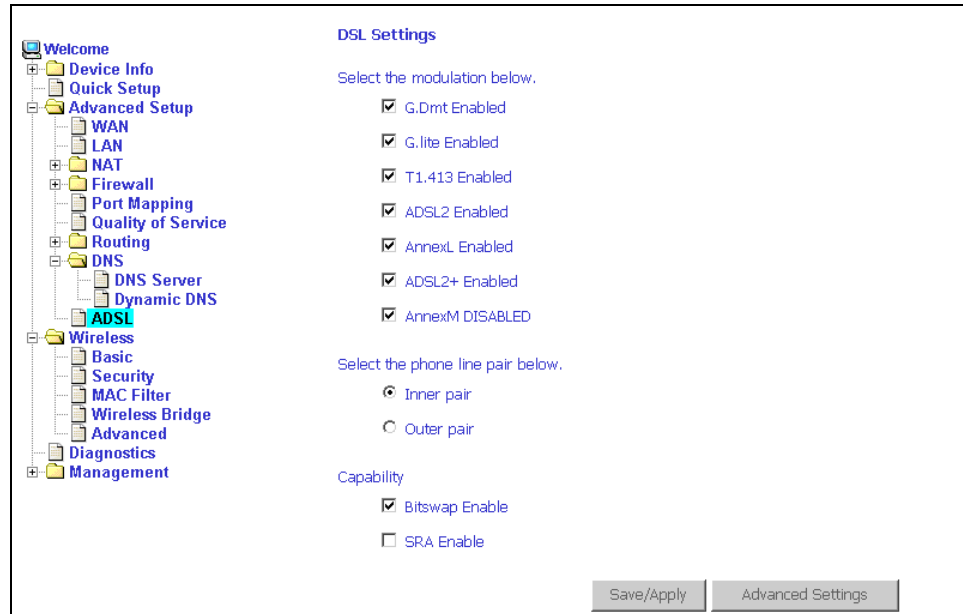 Welcome
Device Info
Quick Setup
Advanced Setup
WAN
LAN
NAT
Firewall
Port Mapping
Quality of Service
Routing
DNS
DNS Server
Dynamic DNS
ADSL
Wireless
Basic
Security
MAC Filter
Wireless Bridge
Advanced
Diagnostics
Management
DSL Settings
Select the modulation below.
G.Dmt Enabled
G.lite Enabled
T1.413 Enabled
ADSL2 Enabled
AnnexL Enabled
ADSL2+ Enabled
AnnexM DISABLED
Select the phone line pair below.
Inner pair
Outer pair
Capability
Bitswap Enable
SRA Enable
Save/Apply
Advanced Settings